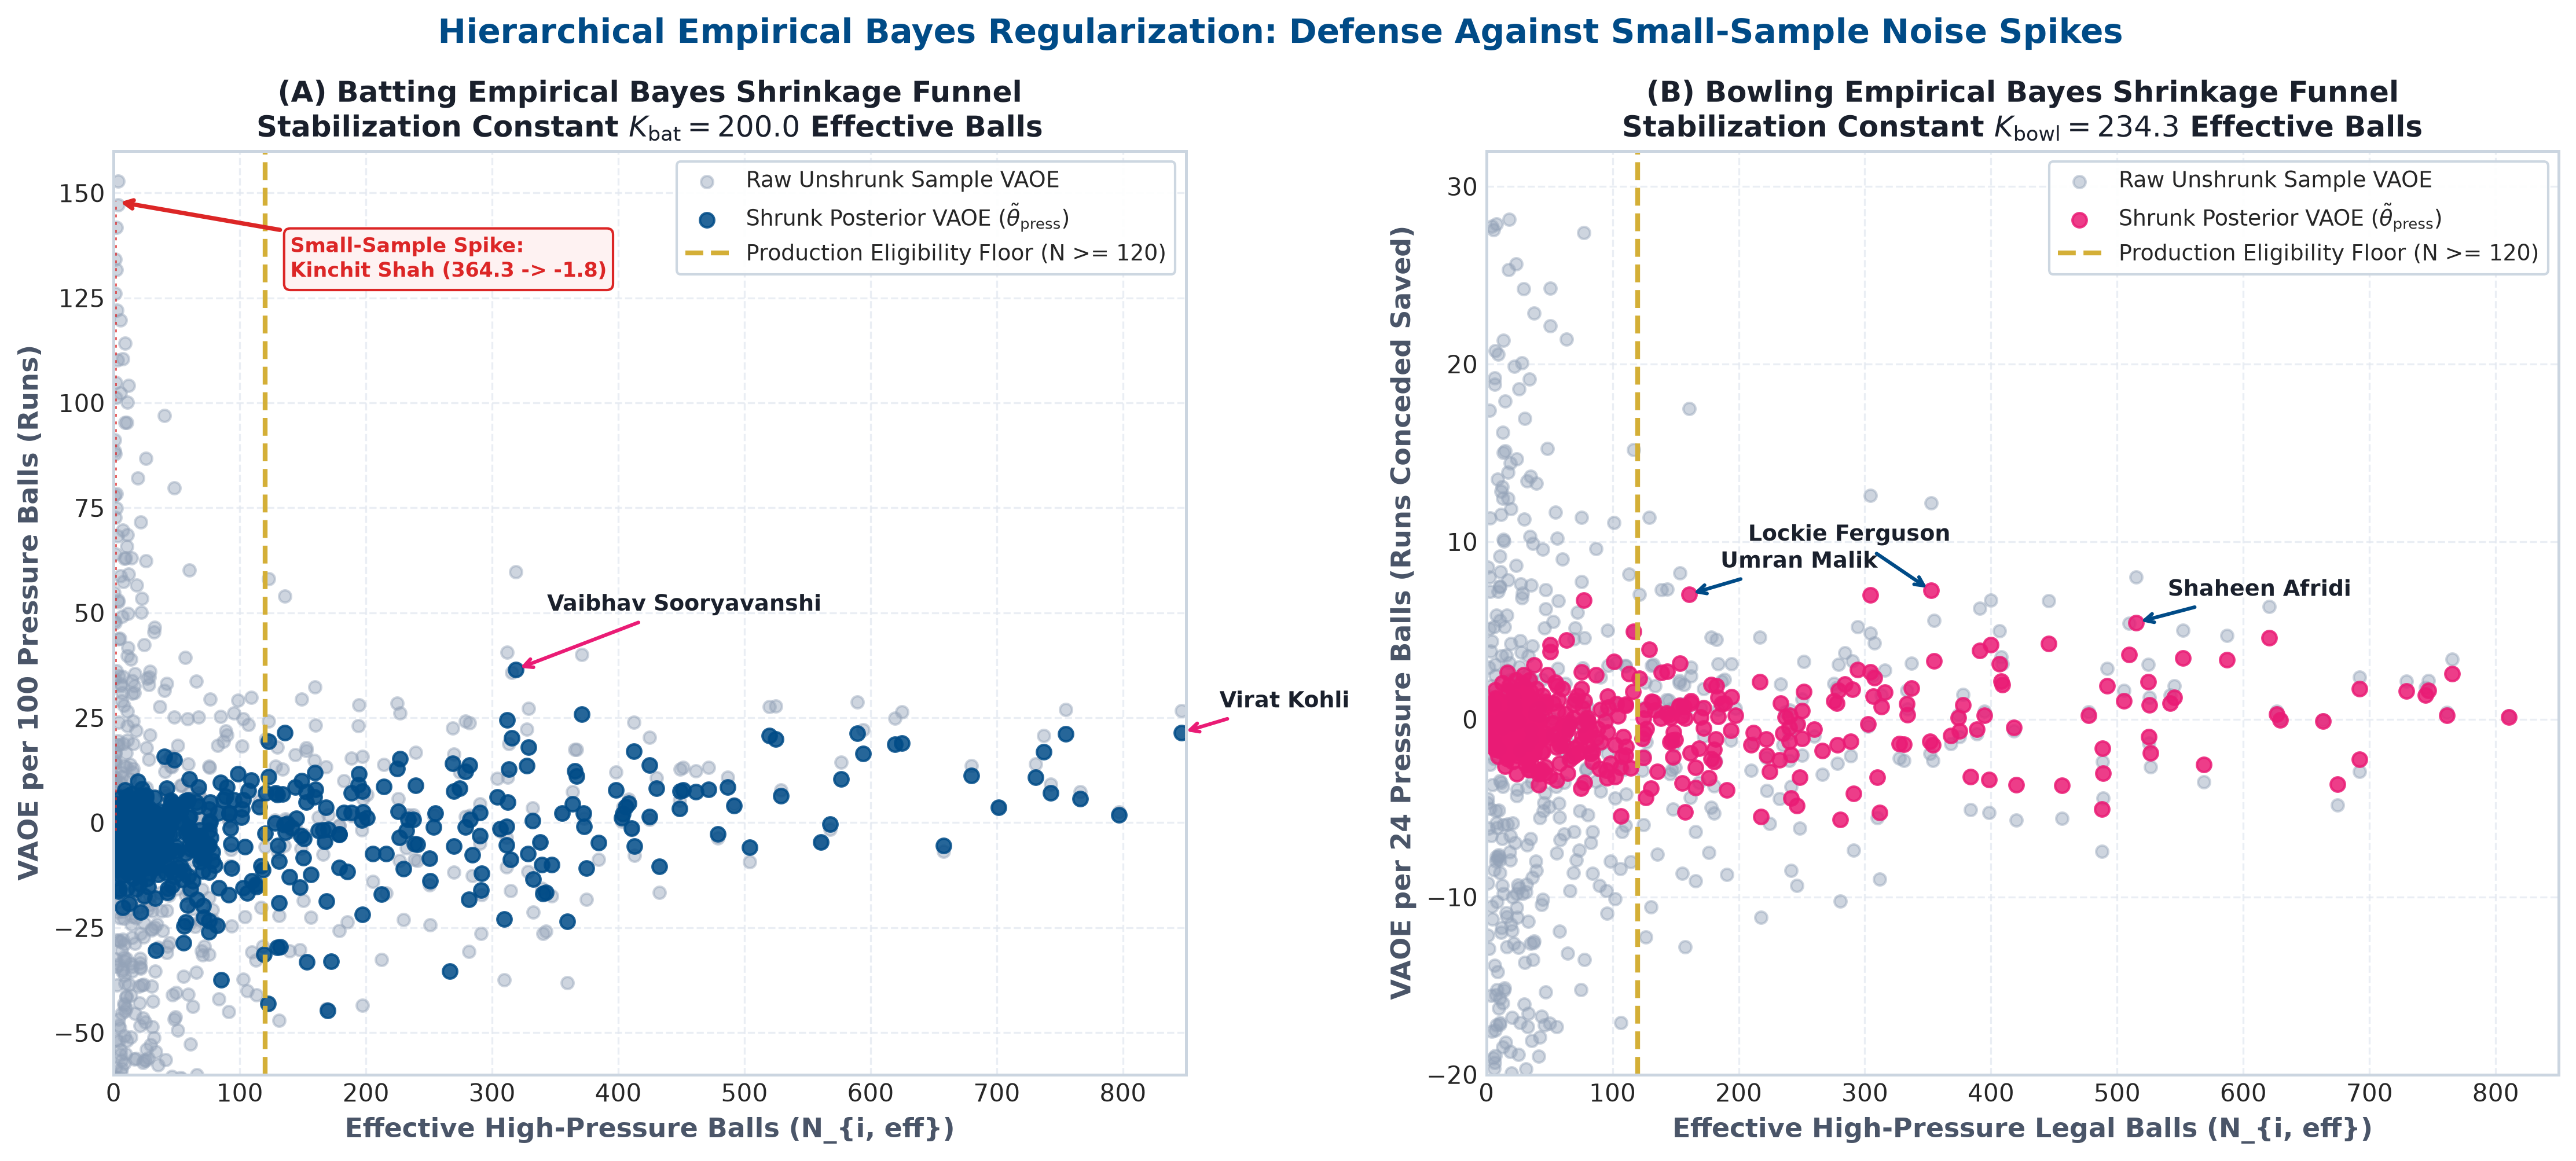 Hierarchical Empirical Bayes Regularization: Defense Against Small-Sample Noise Spikes
(A) Batting Empirical Bayes Shrinkage Funnel
Stabilization Constant K_bat = 200.0 Effective Balls
VAOE per 100 Pressure Balls (Runs)
150
125
100
75
50
25
0
−25
−50
Raw Unshrunk Sample VAOE
Shrunk Posterior VAOE (θ̃_press)
Production Eligibility Floor (N >= 120)
Small-Sample Spike:
Kinchit Shah (364.3 -> -1.8)
Vaibhav Sooryavanshi
Virat Kohli
0 100 200 300 400 500 600 700 800
Effective High-Pressure Balls (N_{i, eff})
(B) Bowling Empirical Bayes Shrinkage Funnel
Stabilization Constant K_bowl = 234.3 Effective Balls
VAOE per 24 Pressure Balls (Runs Conceded Saved)
30
20
10
0
−10
−20
Raw Unshrunk Sample VAOE
Shrunk Posterior VAOE (θ̃_press)
Production Eligibility Floor (N >= 120)
Lockie Ferguson
Umran Malik
Shaheen Afridi
0 100 200 300 400 500 600 700 800
Effective High-Pressure Legal Balls (N_{i, eff})